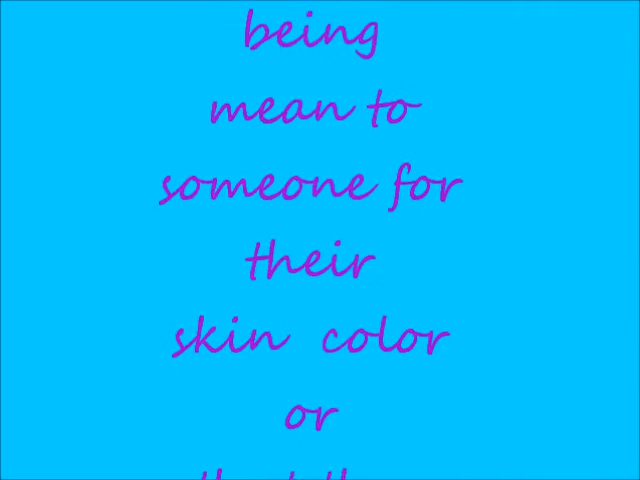 being
mean to
someone for
their
skin  color
or